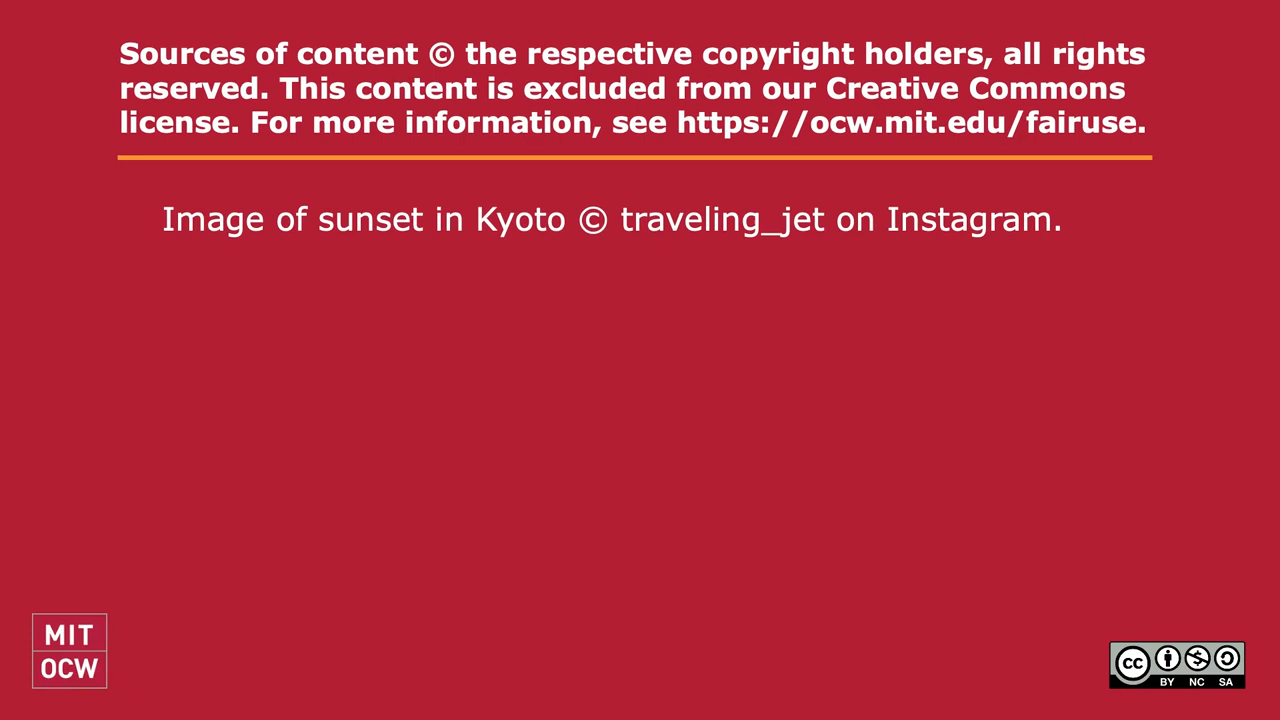 Sources of content © the respective copyright holders, all rights
reserved. This content is excluded from our Creative Commons
license. For more information, see https://ocw.mit.edu/fairuse.
Image of sunset in Kyoto © traveling_jet on Instagram.
MIT
OCW
cc
BY NC SA